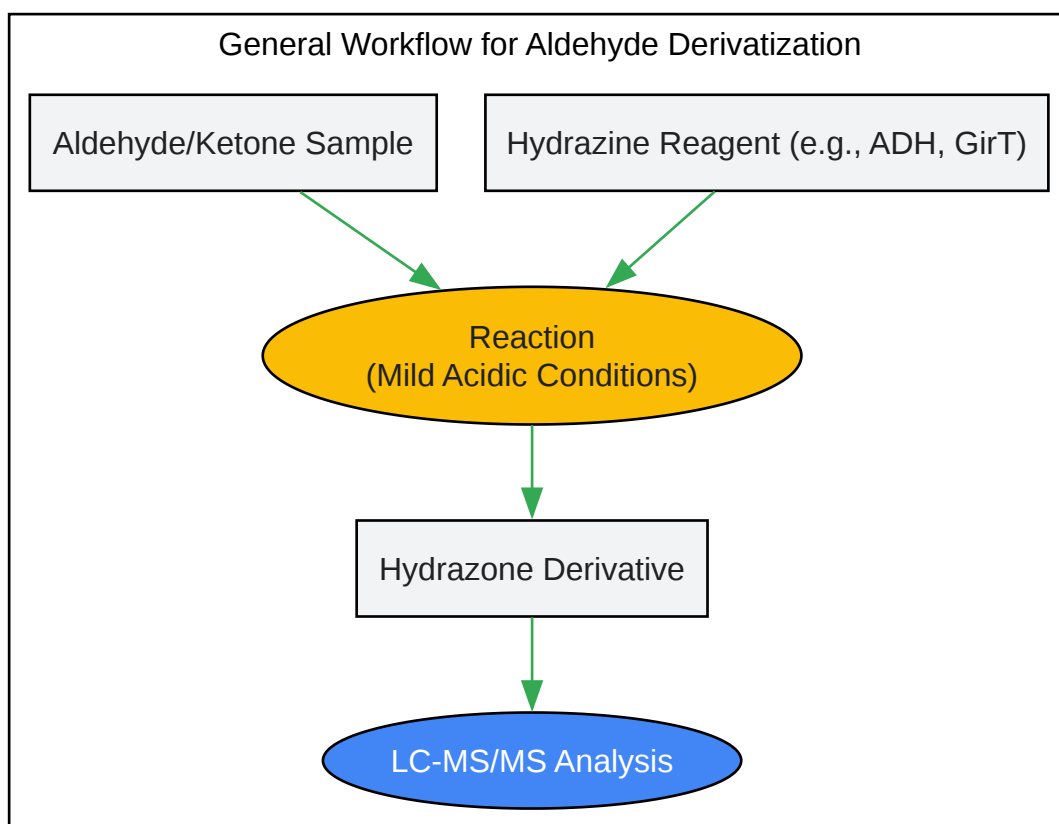 General Workflow for Aldehyde Derivatization
Aldehyde/Ketone Sample
Hydrazine Reagent (e.g., ADH, GirT)
Reaction
(Mild Acidic Conditions)
Hydrazone Derivative
LC-MS/MS Analysis